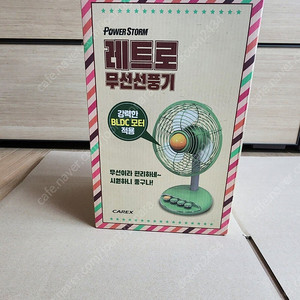 POWER STORM
레트로
무선선풍기
강력한
BLDC 모터
적용
무선이라 편리하네~
시원하니 좋구나!
CAREX